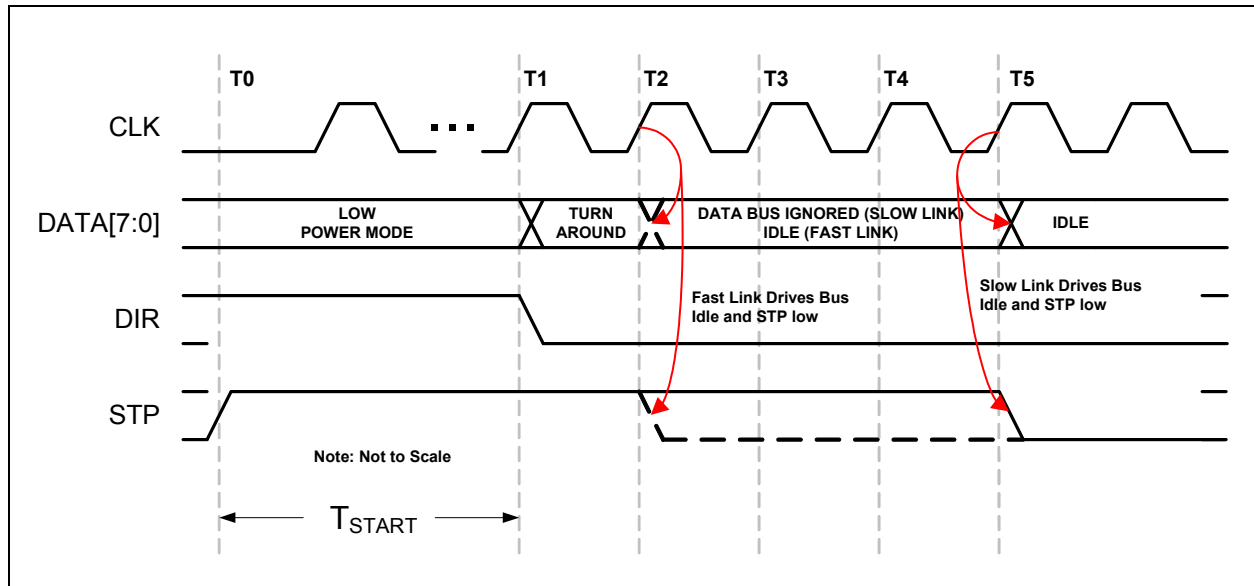 T0
T1
T2
T3
T4
T5
CLK
DATA[7:0]
LOW
POWER MODE
TURN
AROUND
DATA BUS IGNORED (SLOW LINK)
IDLE (FAST LINK)
IDLE
DIR
Fast Link Drives Bus
Idle and STP low
Slow Link Drives Bus
Idle and STP low
STP
Note: Not to Scale
TSTART